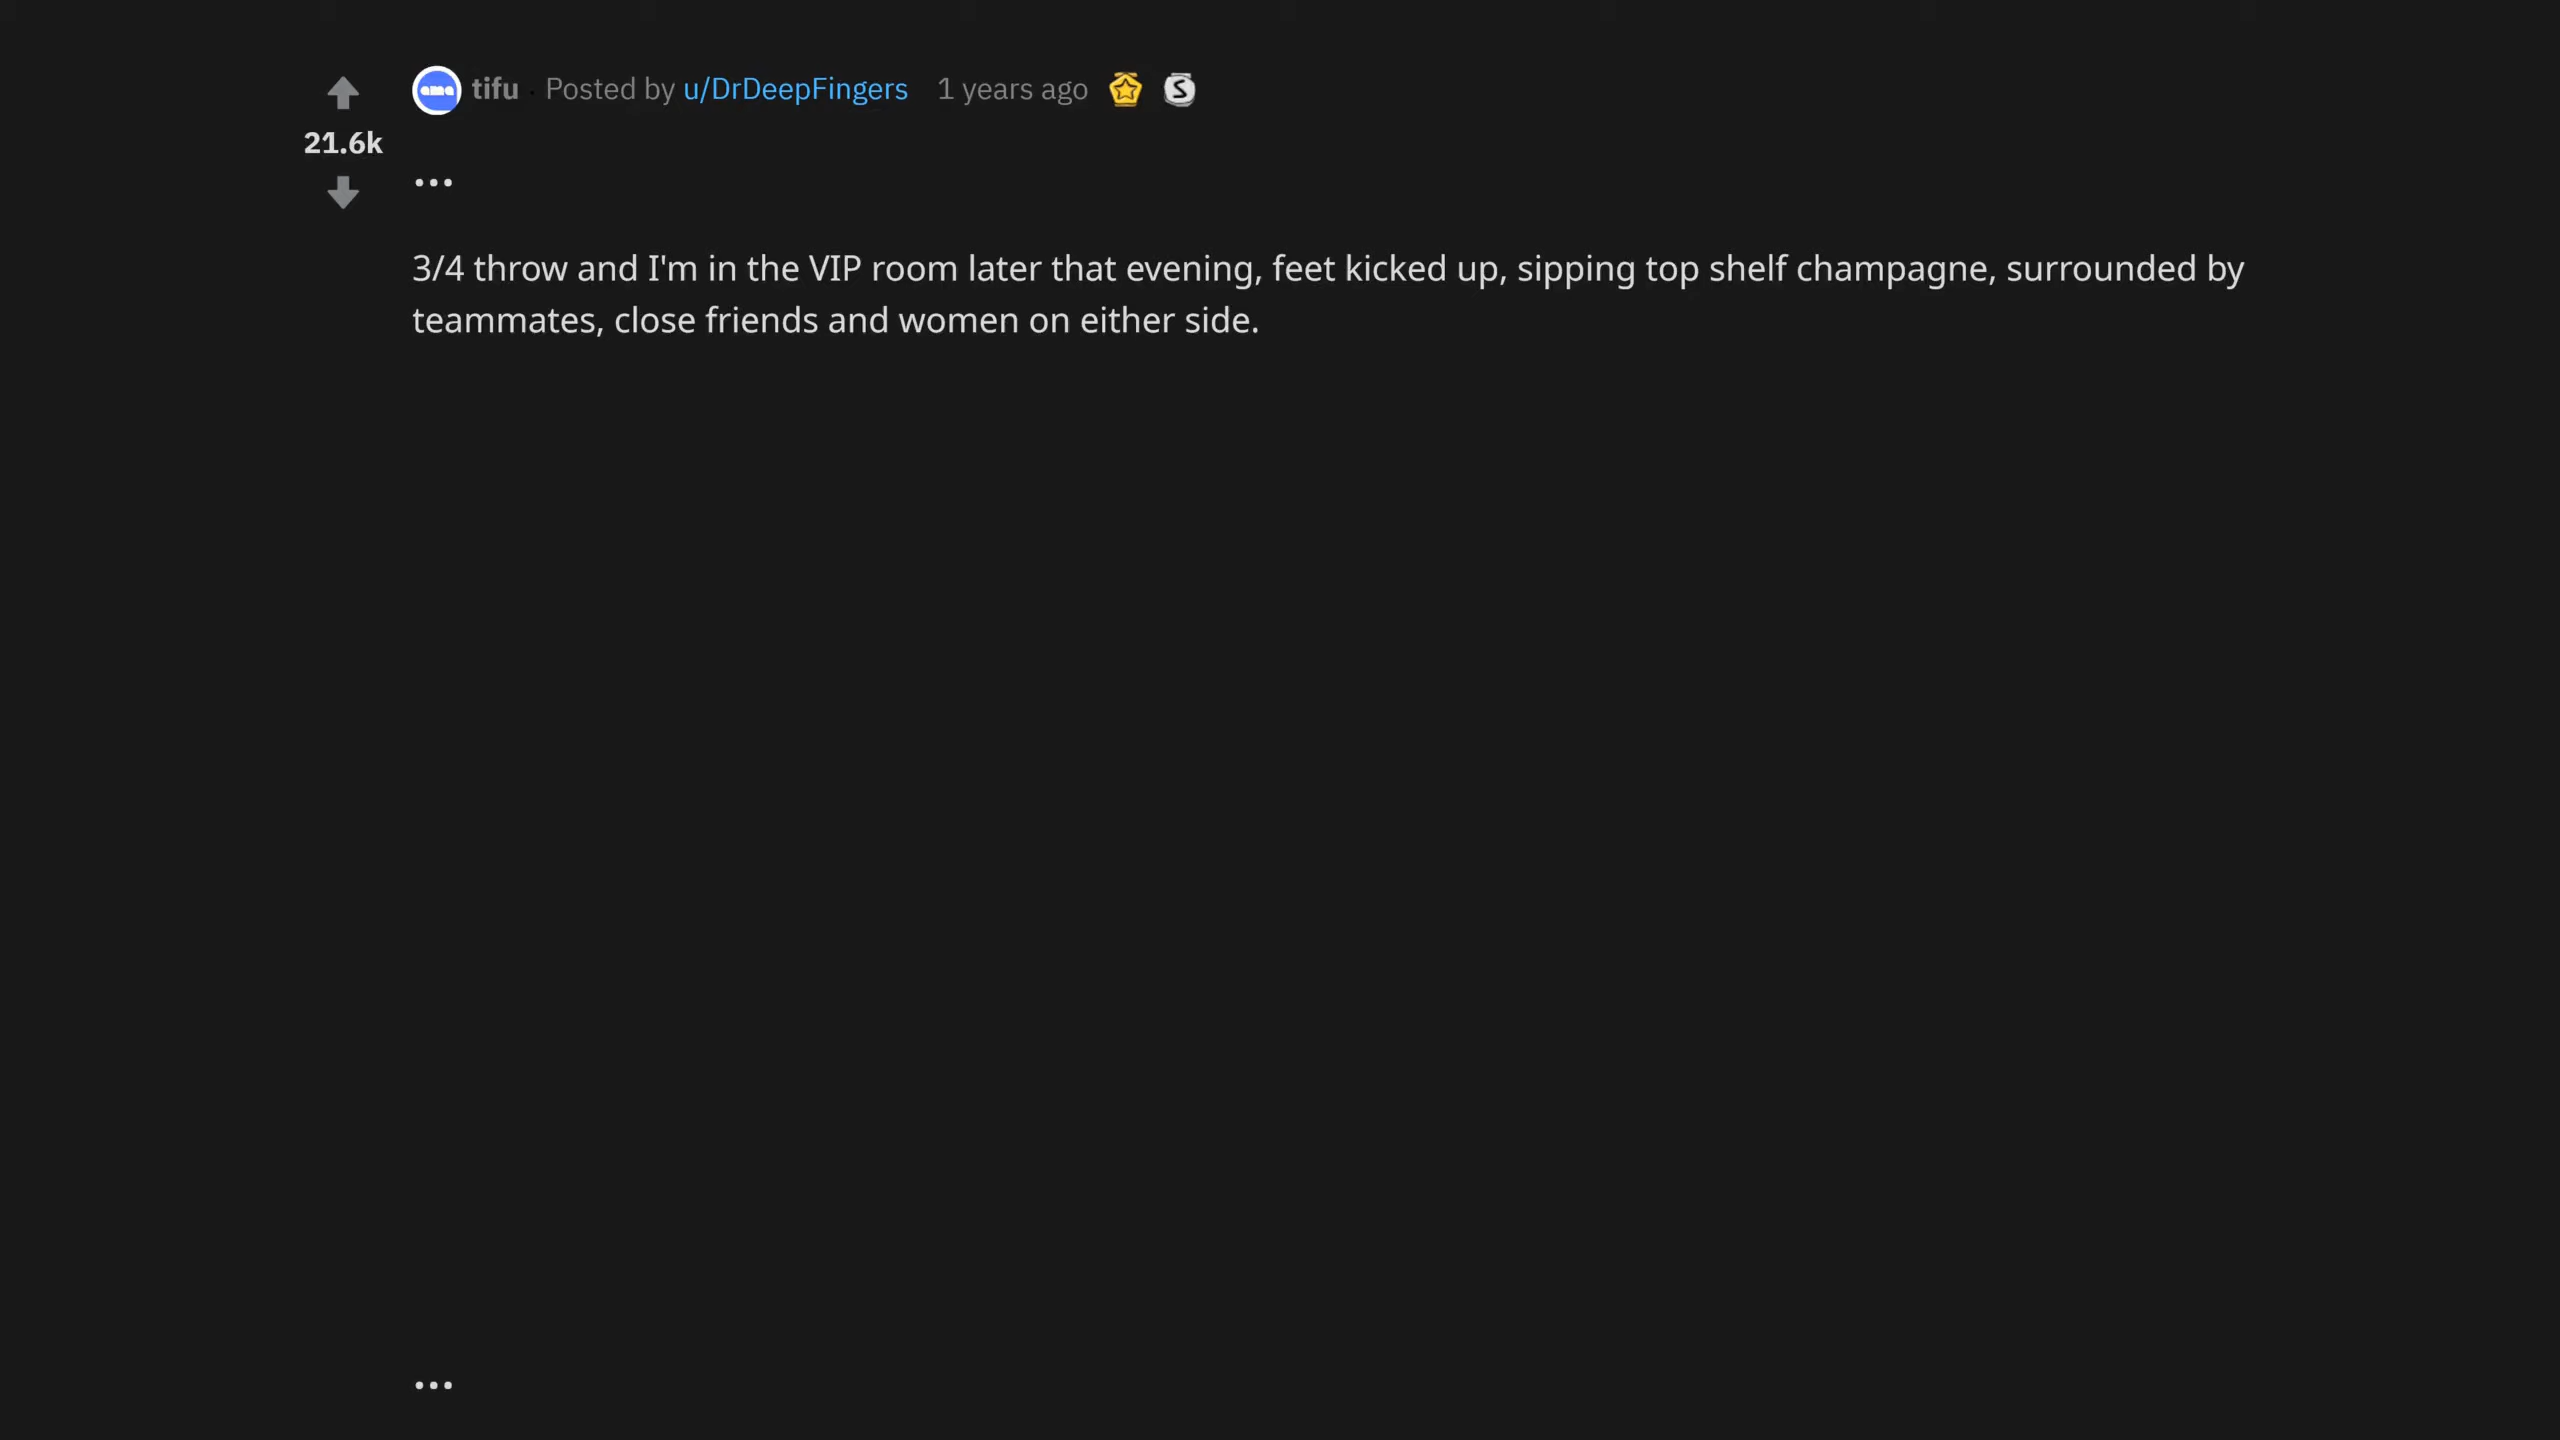 tifu · Posted by u/DrDeepFingers 1 years ago
21.6k
...
3/4 throw and I'm in the VIP room later that evening, feet kicked up, sipping top shelf champagne, surrounded by
teammates, close friends and women on either side.
...